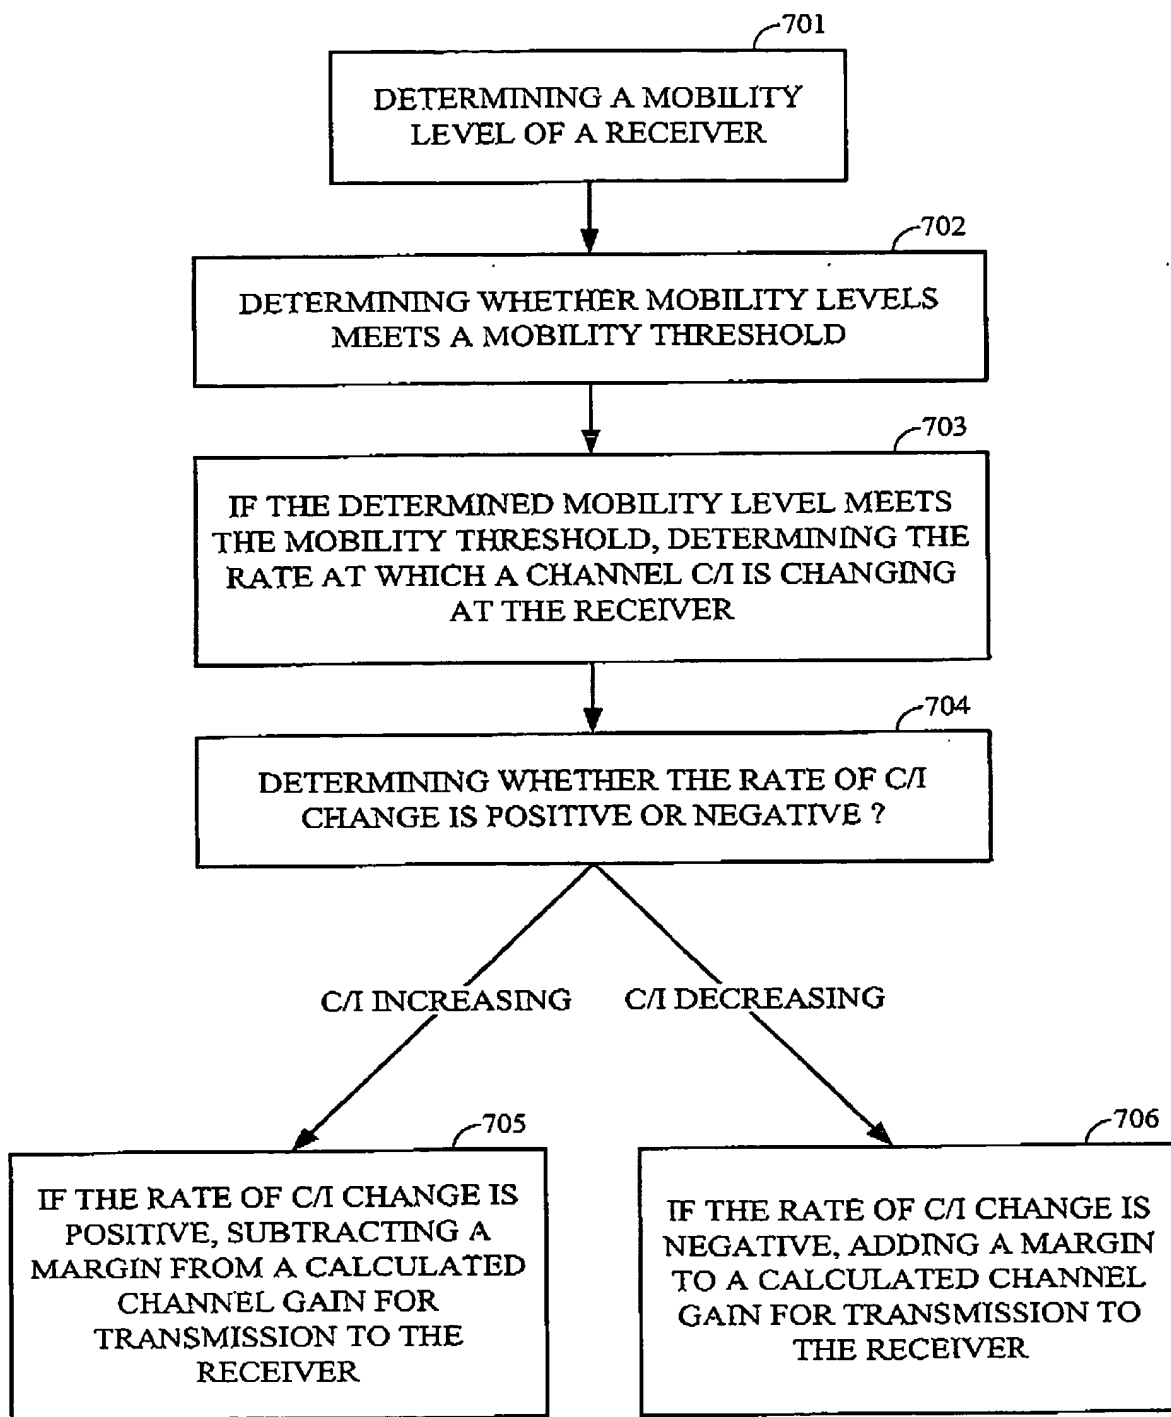 701
DETERMINING A MOBILITY
LEVEL OF A RECEIVER
702
DETERMINING WHETHER MOBILITY LEVELS
MEETS A MOBILITY THRESHOLD
703
IF THE DETERMINED MOBILITY LEVEL MEETS
THE MOBILITY THRESHOLD, DETERMINING THE
RATE AT WHICH A CHANNEL C/I IS CHANGING
AT THE RECEIVER
704
DETERMINING WHETHER THE RATE OF C/I
CHANGE IS POSITIVE OR NEGATIVE ?
C/I INCREASING
C/I DECREASING
705
IF THE RATE OF C/I CHANGE IS
POSITIVE, SUBTRACTING A
MARGIN FROM A CALCULATED
CHANNEL GAIN FOR
TRANSMISSION TO THE
RECEIVER
706
IF THE RATE OF C/I CHANGE IS
NEGATIVE, ADDING A MARGIN
TO A CALCULATED CHANNEL
GAIN FOR TRANSMISSION TO
THE RECEIVER